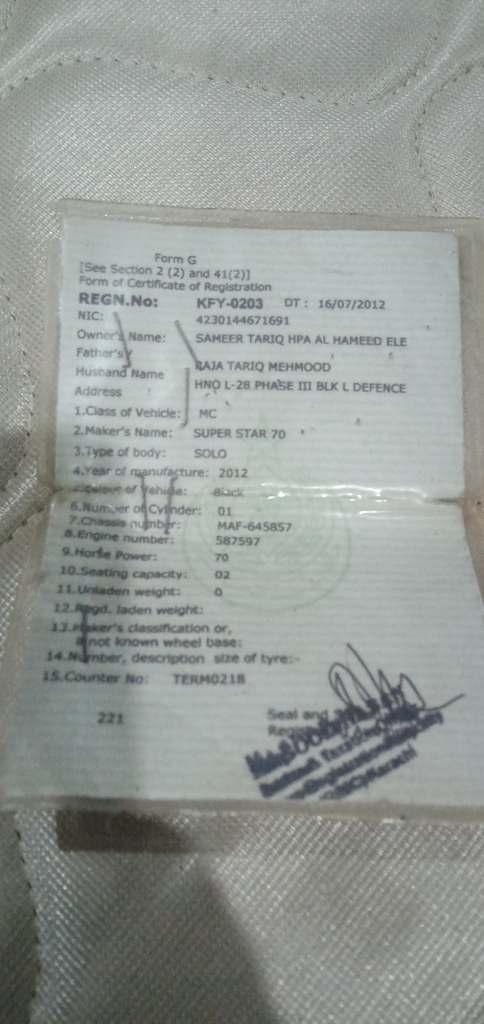 Form G
[See Section 2 (2) and 41(2)]
Form of Certificate of Registration
REGN.No: KFY-0203 DT : 16/07/2012
NIC: 4230144671691
Owner's Name: SAMEER TARIQ HPA AL HAMEED ELE
Father's/
Husband Name RAJA TARIQ MEHMOOD
Address HNO L-28 PHASE III BLK L DEFENCE
1.Class of Vehicle: MC
2.Maker's Name: SUPER STAR 70
3.Type of body: SOLO
4.Year of manufacture: 2012
5.Colour of Vehicle: Black
6.Number of Cylinder: 01
7.Chassis number: MAF-645857
8.Engine number: 587597
9.Horse Power: 70
10.Seating capacity: 02
11.Unladen weight: 0
12.Regd. laden weight:
13.Maker's classification or,
if not known wheel base:
14.Number, description size of tyre:-
15.Counter No: TERM021B
221
Seal and
Karachi